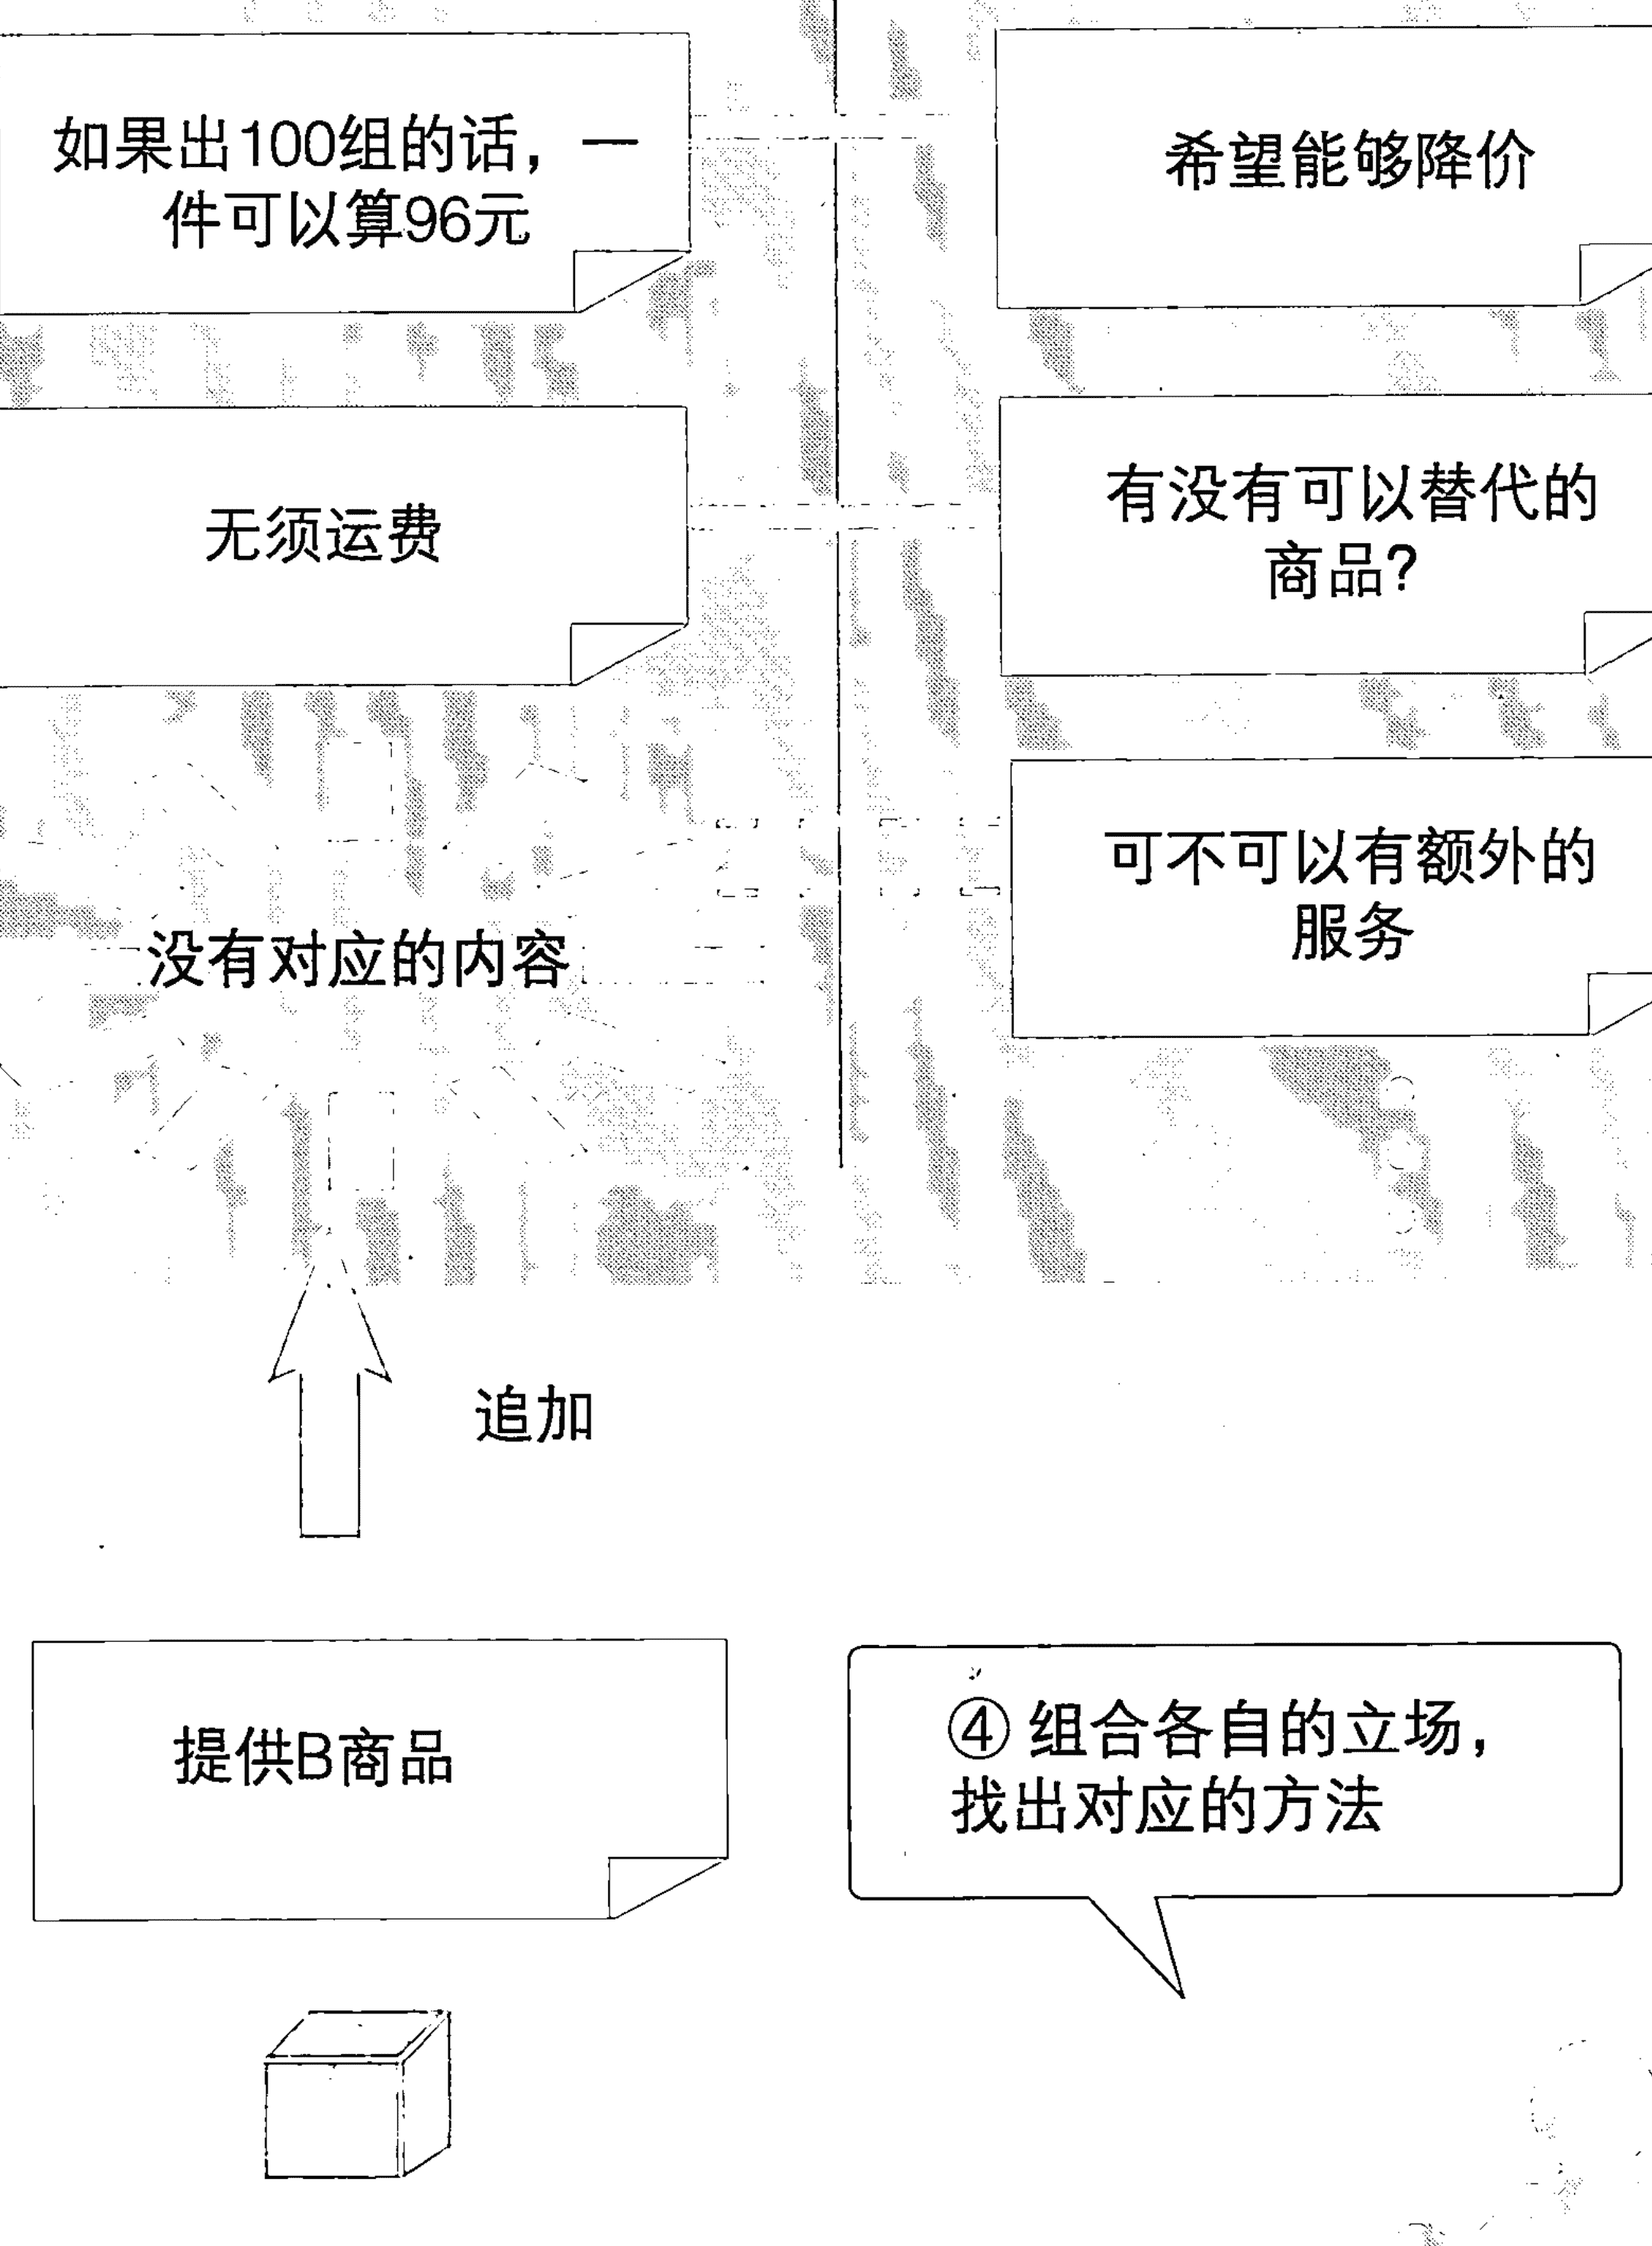 如果出100组的话，一
件可以算96元
希望能够降价
无须运费
有没有可以替代的
商品？
可不可以有额外的
服务
没有对应的内容
追加
提供B商品
④ 组合各自的立场，
找出对应的方法